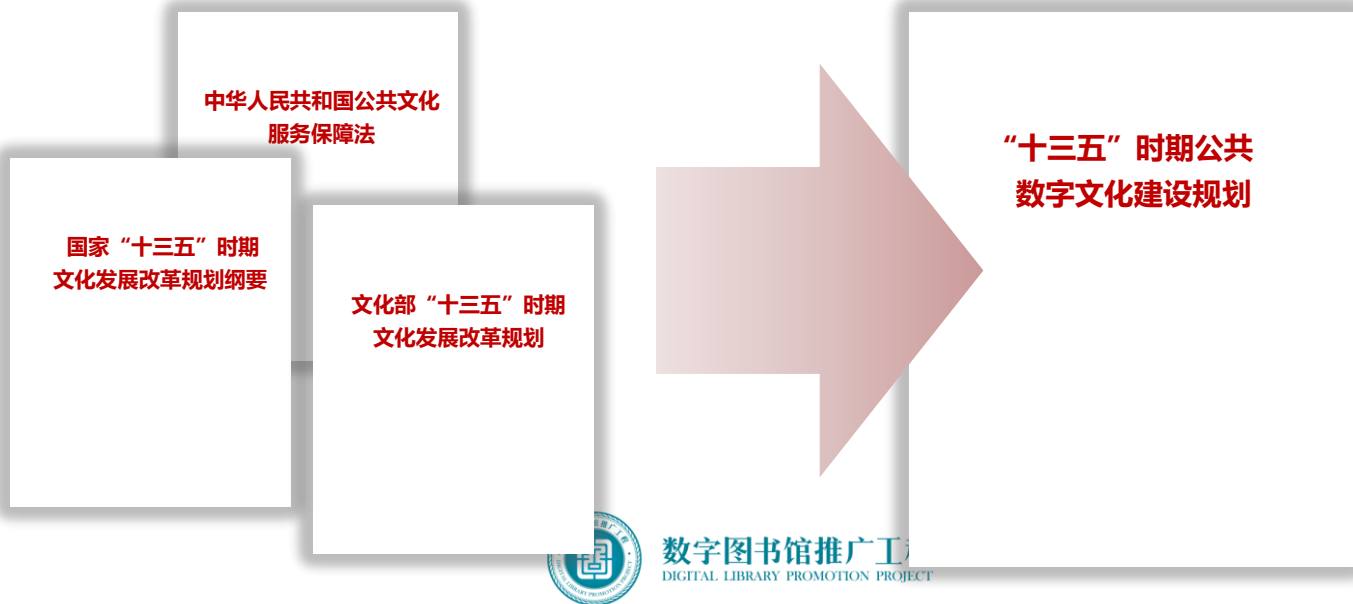 中华人民共和国公共文化
服务保障法
国家“十三五”时期
文化发展改革规划纲要
文化部“十三五”时期
文化发展改革规划
“十三五”时期公共
数字文化建设规划
数字图书馆推广工
DIGITAL LIBRARY PROMOTION PROJECT